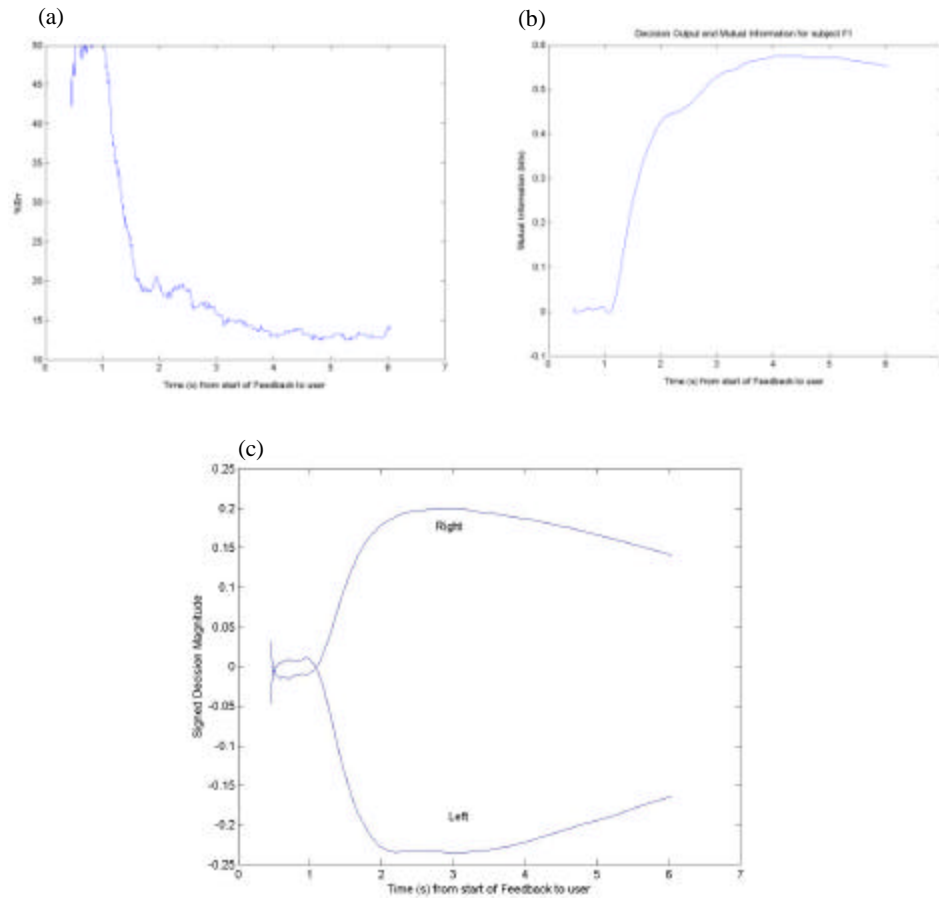 (a)
50
45
40
35
30
25
20
15
10
%Err
0 1 2 3 4 5 6 7
Time (s) from start of Feedback to user
(b)
Decision Output and Mutual Information for subject F1
0.6
0.5
0.4
0.3
0.2
0.1
0
-0.1
Mutual Information (bits)
0 1 2 3 4 5 6
Time (s) from start of Feedback to user
(c)
0.25
0.2
0.15
0.1
0.05
0
-0.05
-0.1
-0.15
-0.2
-0.25
Signed Decision Magnitude
Right
Left
0 1 2 3 4 5 6 7
Time (s) from start of Feedback to user